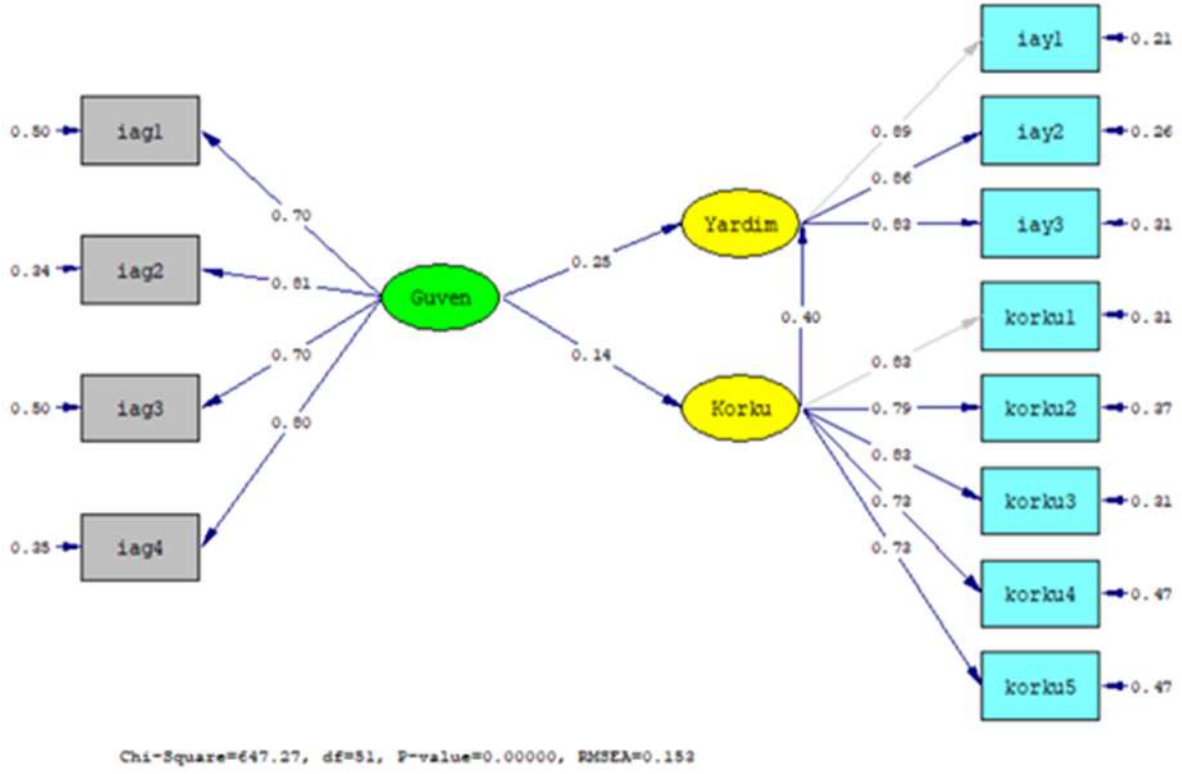 iay1
0.21
iag1
0.50
0.89
iay2
0.26
0.86
0.70
Yardim
0.83
iay3
0.31
0.25
iag2
0.34
0.81
Guven
0.40
korku1
0.31
0.14
0.70
0.83
iag3
0.50
Korku
0.79
korku2
0.37
0.80
0.83
0.73
korku3
0.31
iag4
0.35
0.73
korku4
0.47
korku5
0.47
Chi-Square=647.27, df=51, P-value=0.00000, RMSEA=0.153